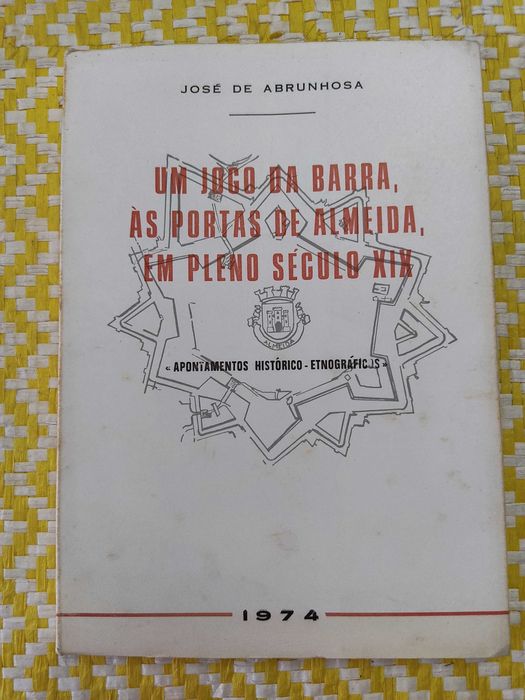 JOSÉ DE ABRUNHOSA
UM JOGO DA BARRA,
ÀS PORTAS DE ALMEIDA,
EM PLENO SÉCULO XIX
ALMEIDA
« APONTAMENTOS HISTÓRICO - ETNOGRÁFICOS »
1974